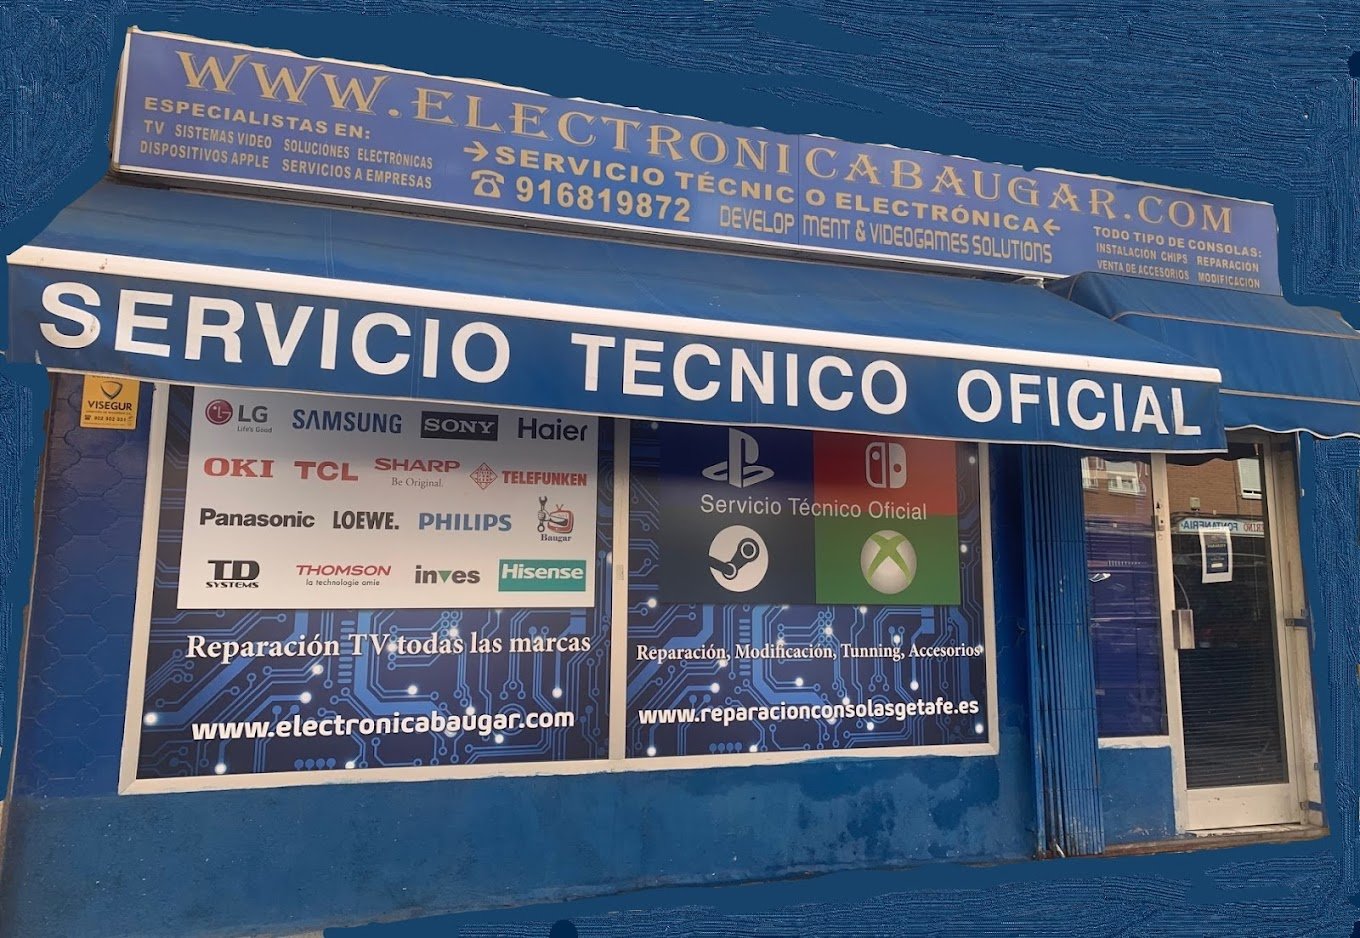 WWW.ELECTRONICABAUGAR.COM
ESPECIALISTAS EN:
TV SISTEMAS VIDEO SOLUCIONES ELECTRÓNICAS
DISPOSITIVOS APPLE SERVICIOS A EMPRESAS
→SERVICIO TÉCNICO ELECTRÓNICA←
☎ 916819872
DEVELOPMENT & VIDEOGAMES SOLUTIONS
TODO TIPO DE CONSOLAS:
INSTALACIÓN CHIPS REPARACIÓN
VENTA DE ACCESORIOS MODIFICACIÓN
SERVICIO TECNICO OFICIAL
VISEGUR
LG
Life's Good
SAMSUNG
SONY
Haier
OKI
TCL
SHARP
Be Original.
TELEFUNKEN
Panasonic
LOEWE.
PHILIPS
Baugar
TD
SYSTEMS
THOMSON
la technologie amie
inves
Hisense
Reparación TV todas las marcas
www.electronicabaugar.com
Servicio Técnico Oficial
Reparación, Modificación, Tunning, Accesorios
www.reparacionconsolasgetafe.es
FONTANERIA